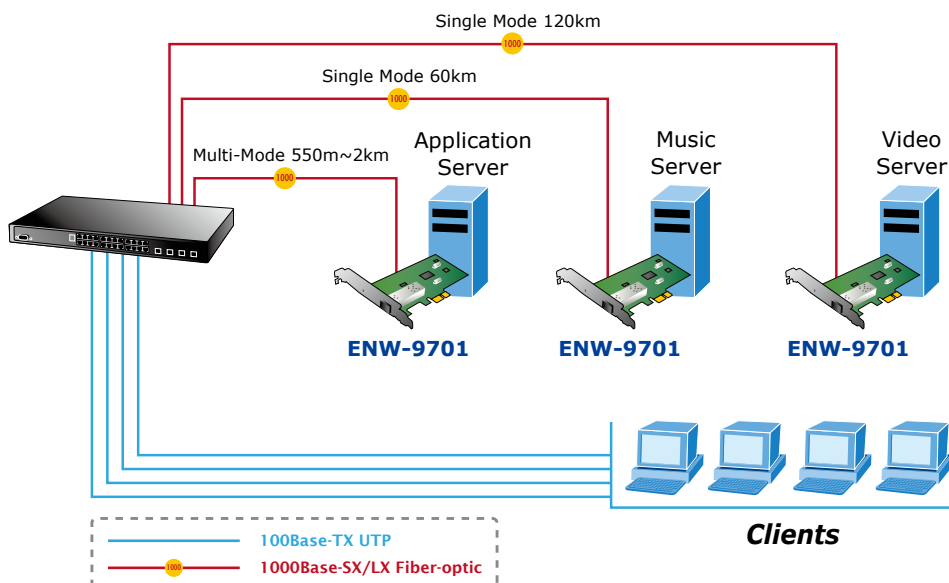 Single Mode 120km
1000
Single Mode 60km
1000
Multi-Mode 550m~2km
1000
Application
Server
Music
Server
Video
Server
ENW-9701
ENW-9701
ENW-9701
Clients
100Base-TX UTP
1000
1000Base-SX/LX Fiber-optic